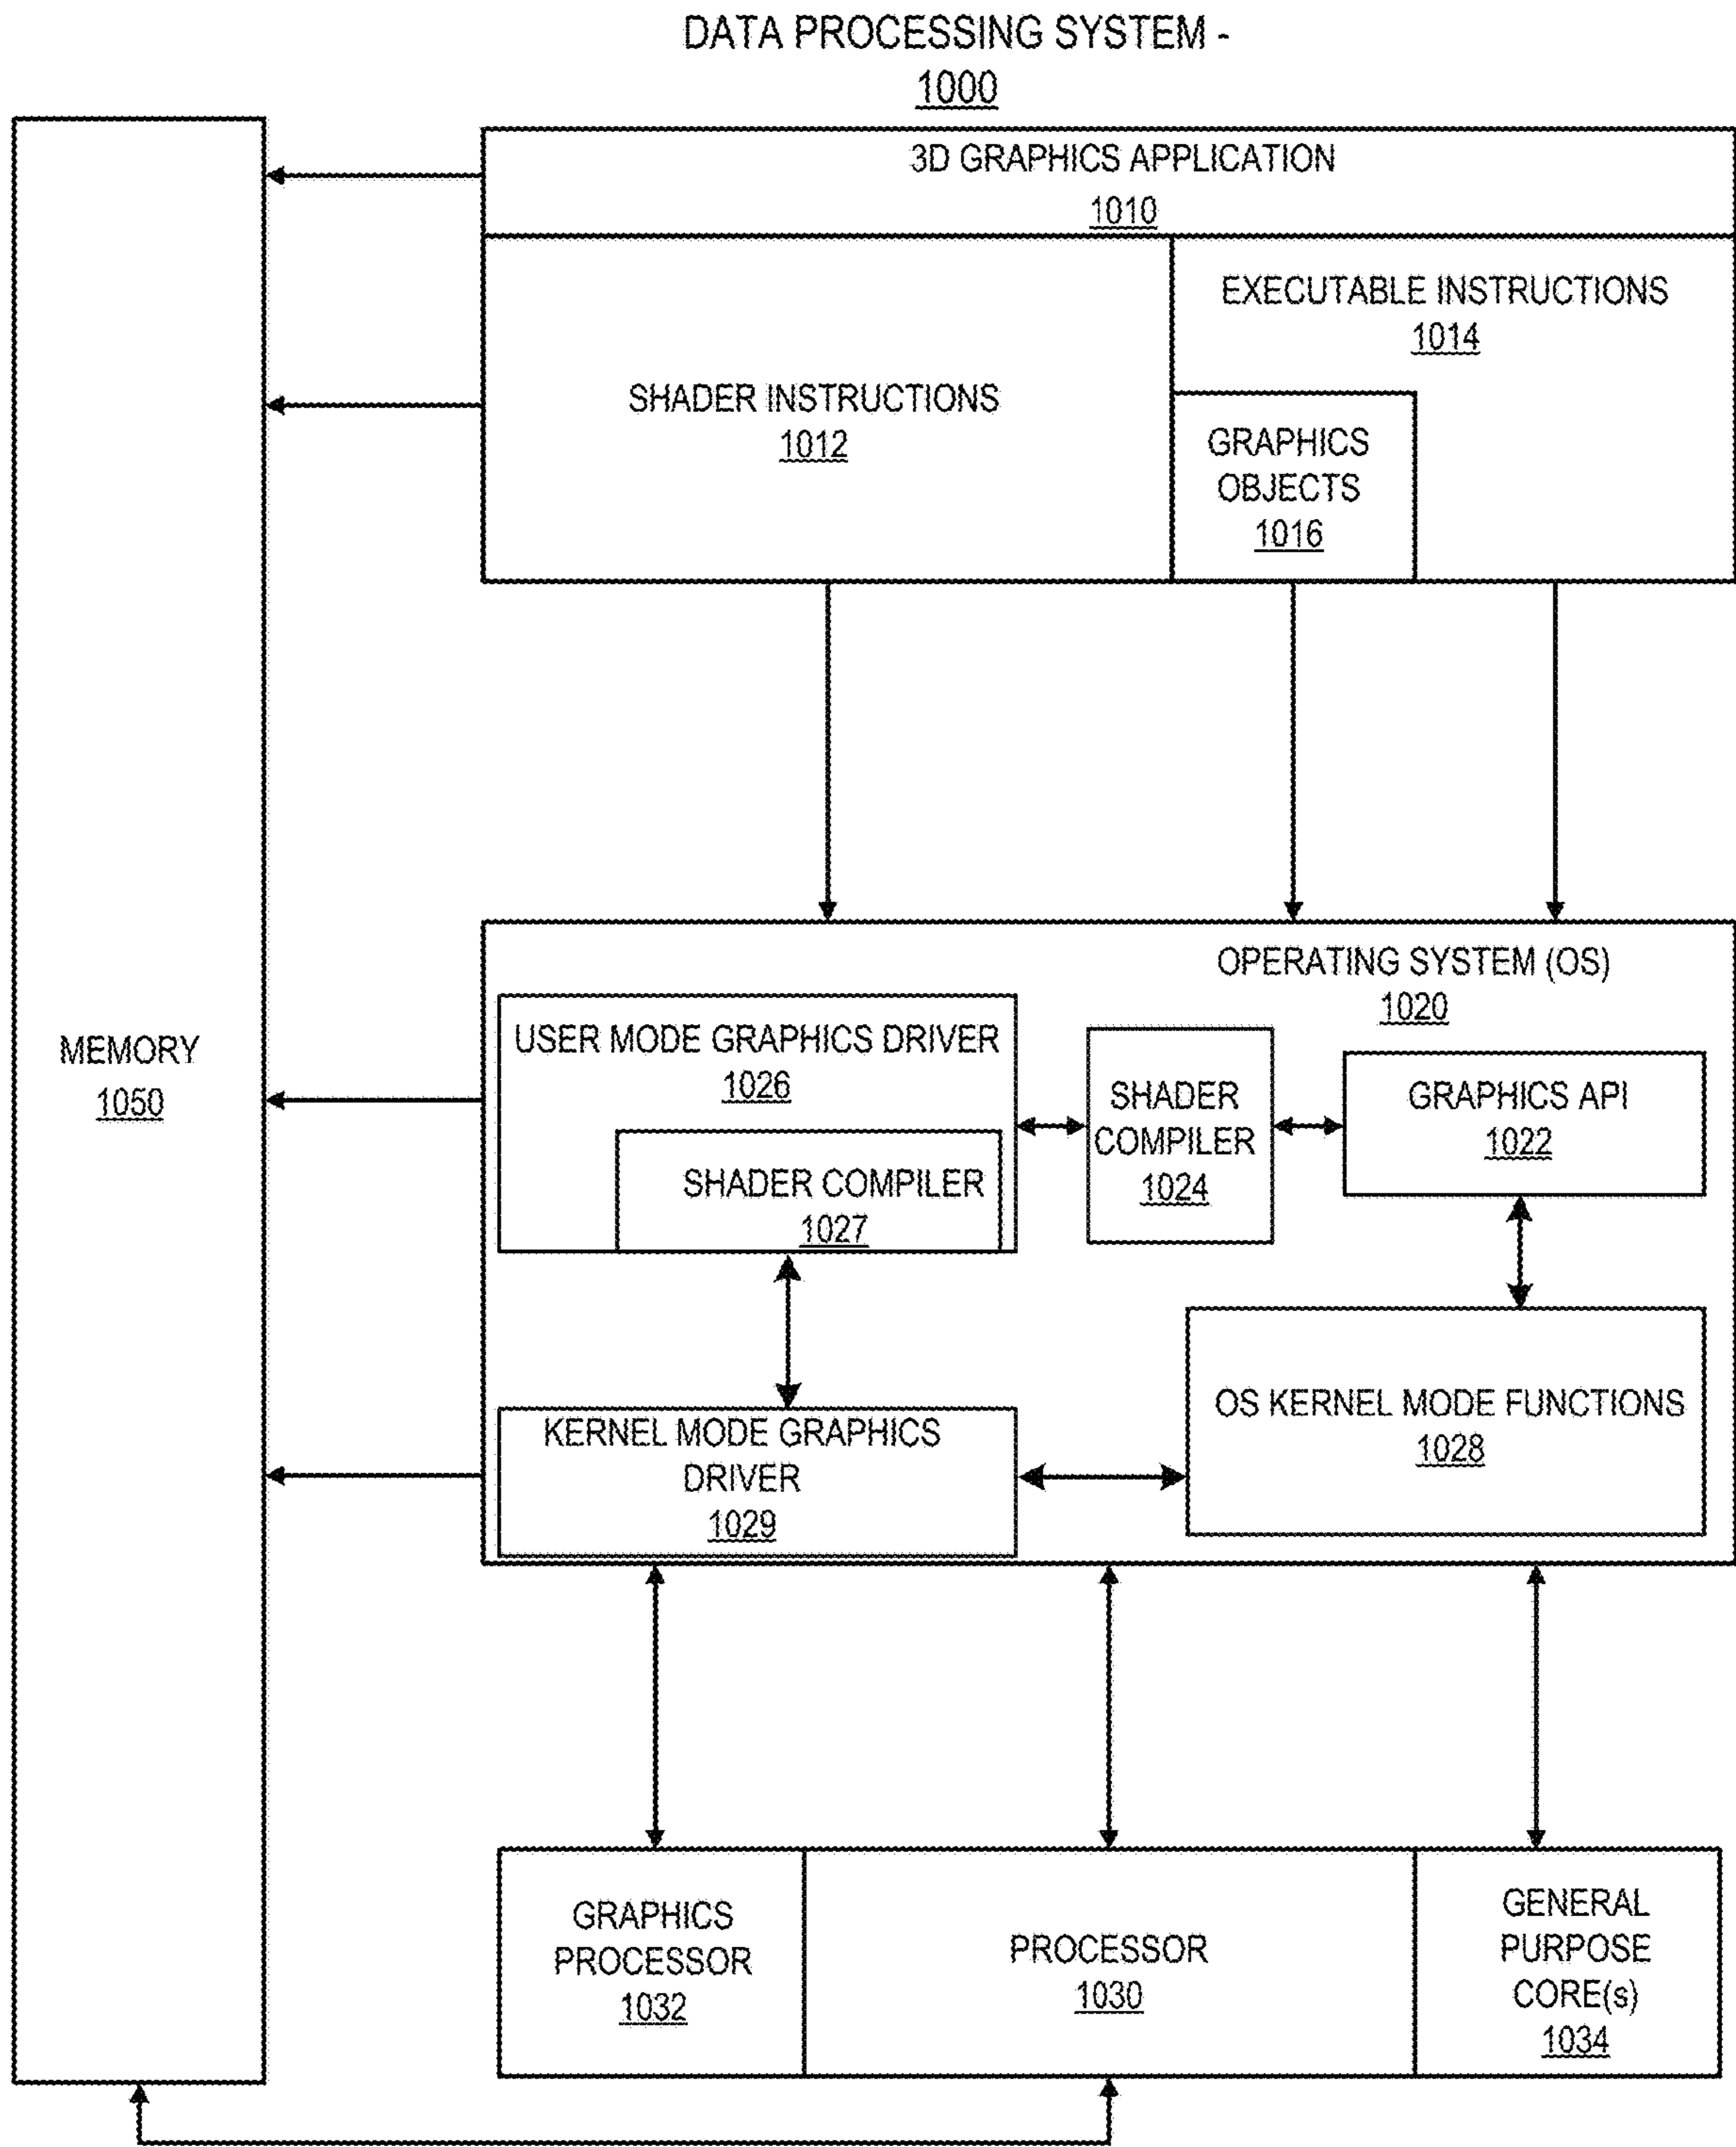 DATA PROCESSING SYSTEM -
1000
3D GRAPHICS APPLICATION
1010
SHADER INSTRUCTIONS
1012
EXECUTABLE INSTRUCTIONS
1014
GRAPHICS
OBJECTS
1016
MEMORY
1050
OPERATING SYSTEM (OS)
1020
USER MODE GRAPHICS DRIVER
1026
SHADER COMPILER
1027
SHADER
COMPILER
1024
GRAPHICS API
1022
KERNEL MODE GRAPHICS
DRIVER
1029
OS KERNEL MODE FUNCTIONS
1028
GRAPHICS
PROCESSOR
1032
PROCESSOR
1030
GENERAL
PURPOSE
CORE(s)
1034